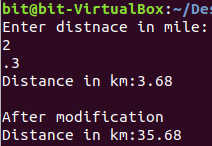 bit@bit-VirtualBox:~/Des
Enter distnace in mile:
2
.3
Distance in km:3.68
After modification
Distance in km:35.68